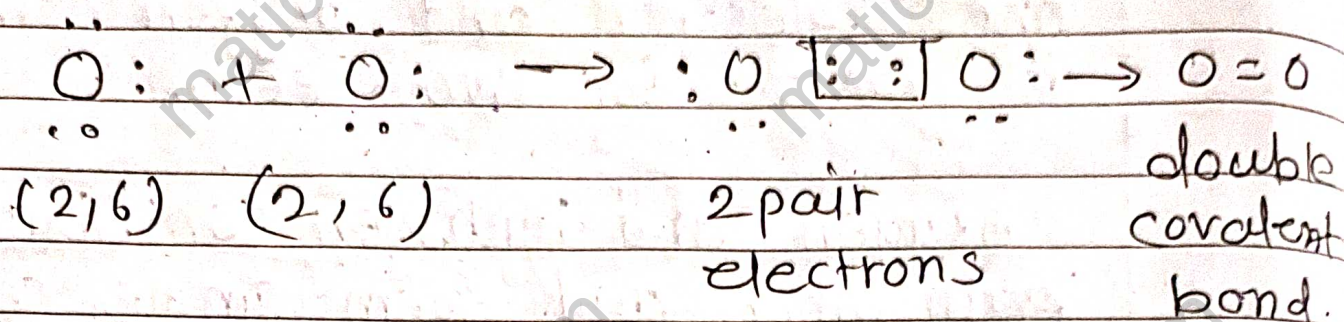 Ö: + Ö: → :O [: :] O: → O=O
(2,6) (2,6) 2 pair double
electrons covalent
bond.